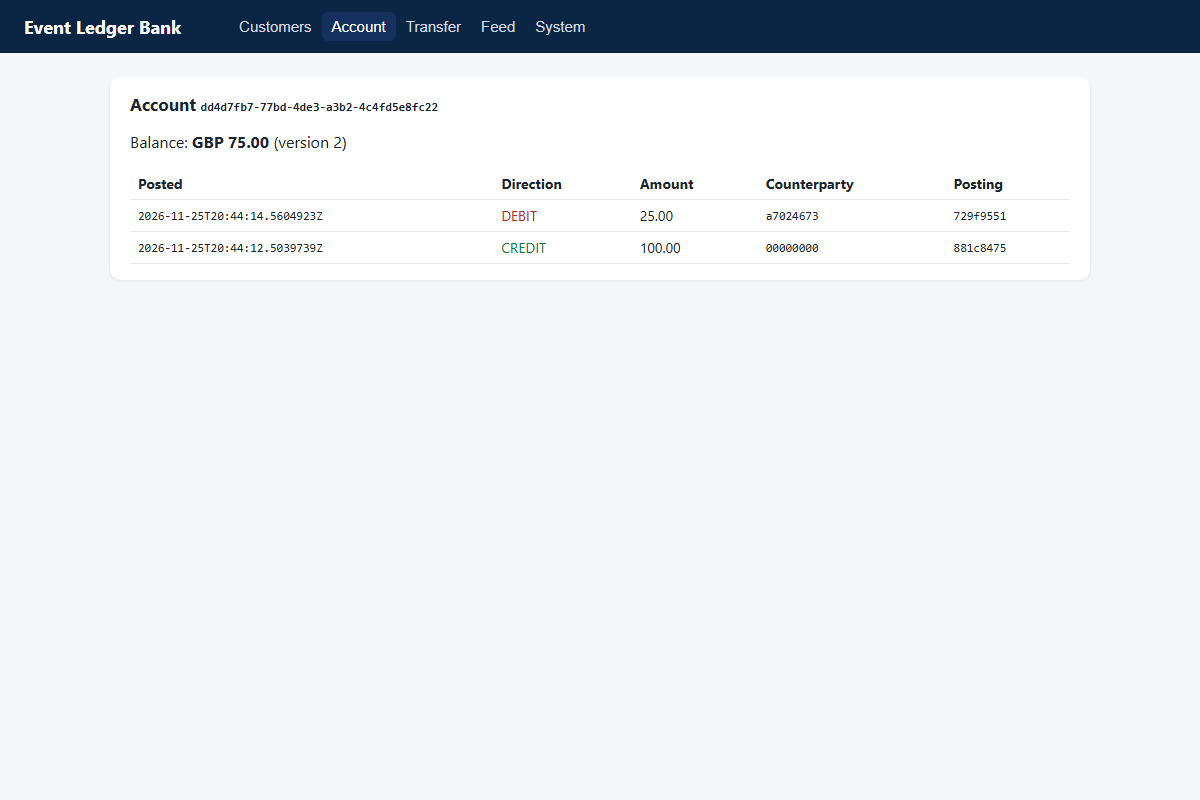 Event Ledger Bank Customers Account Transfer Feed System
Account dd4d7fb7-77bd-4de3-a3b2-4c4fd5e8fc22
Balance: GBP 75.00 (version 2)
Posted Direction Amount Counterparty Posting
2026-11-25T20:44:14.5604923Z DEBIT 25.00 a7024673 729f9551
2026-11-25T20:44:12.5039739Z CREDIT 100.00 00000000 881c8475